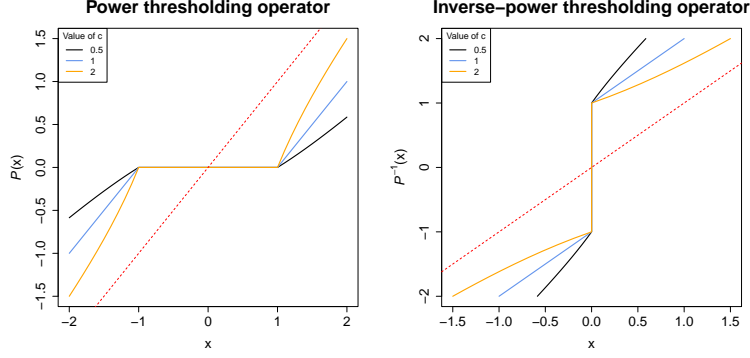 Power thresholding operator
Value of c
0.5
1
2
1.5
1.0
0.5
0.0
−0.5
−1.0
−1.5
P(x)
−2 −1 0 1 2
x
Inverse−power thresholding operator
Value of c
0.5
1
2
2
1
0
−1
−2
P⁻¹(x)
−1.5 −1.0 −0.5 0.0 0.5 1.0 1.5
x